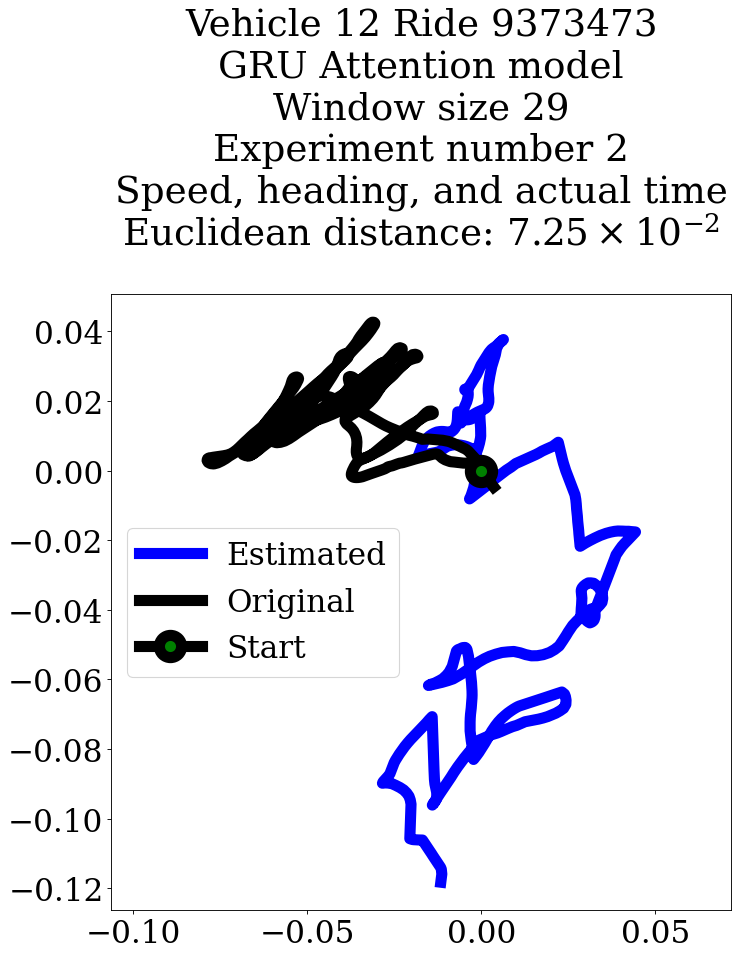 Vehicle 12 Ride 9373473
GRU Attention model
Window size 29
Experiment number 2
Speed, heading, and actual time
Euclidean distance: 7.25 × 10⁻²
0.04
0.02
0.00
−0.02
−0.04
−0.06
−0.08
−0.10
−0.12
Estimated
Original
Start
−0.10 −0.05 0.00 0.05